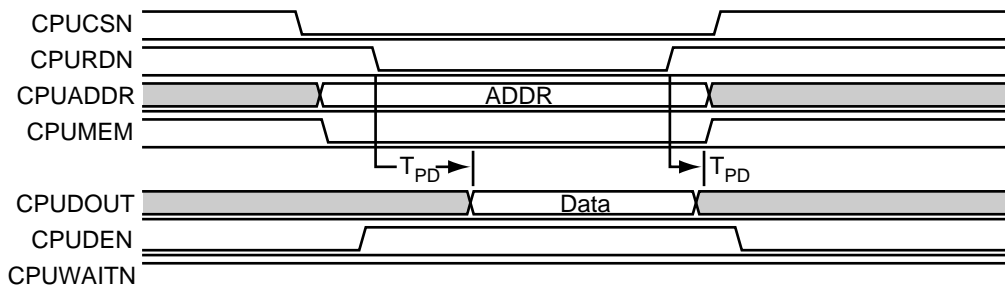 CPUCSN
CPURDN
CPUADDR ADDR
CPUMEM
TPD TPD
CPUDOUT Data
CPUDEN
CPUWAITN